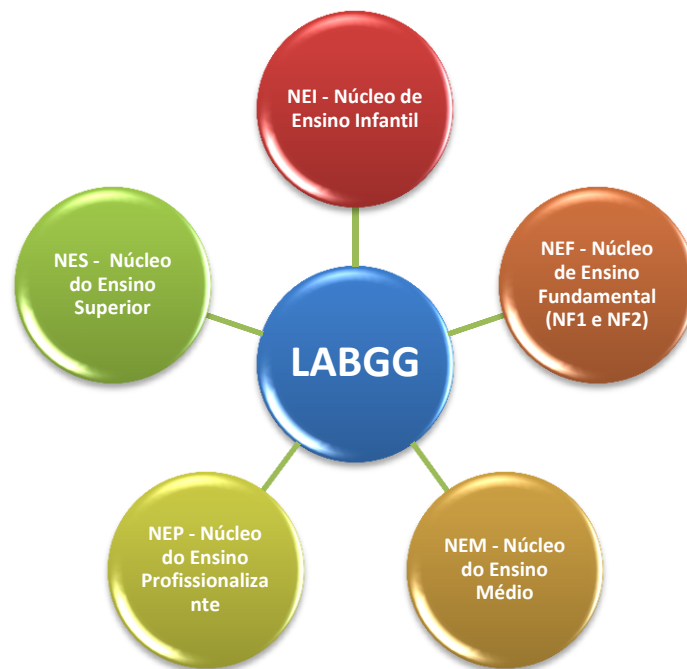 NEI - Núcleo de
Ensino Infantil
NES - Núcleo
do Ensino
Superior
NEF - Núcleo
de Ensino
Fundamental
(NF1 e NF2)
LABGG
NEP - Núcleo
do Ensino
Profissionaliza
nte
NEM - Núcleo
do Ensino
Médio